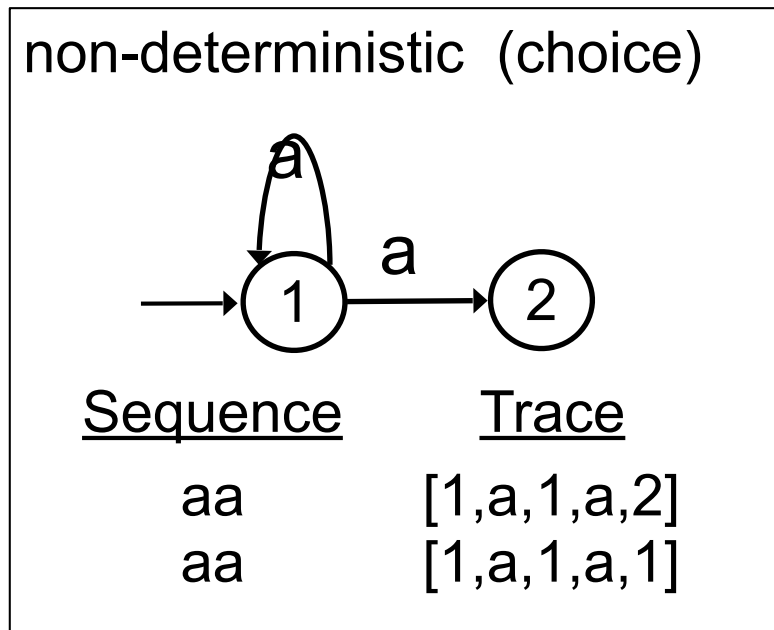 non-deterministic (choice)
a
a
1
2
Sequence Trace
aa [1,a,1,a,2]
aa [1,a,1,a,1]